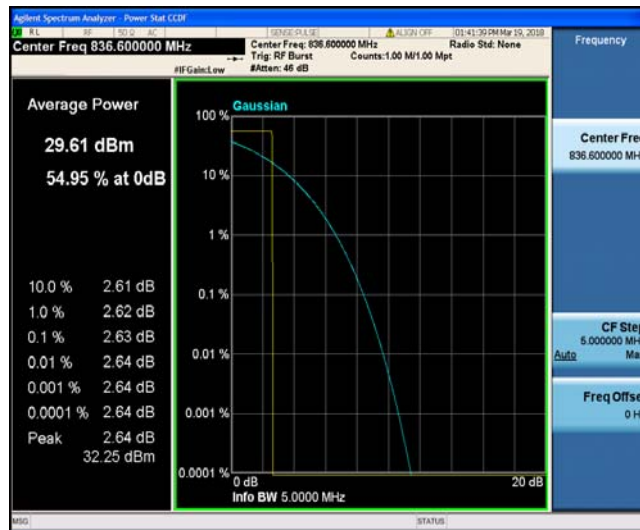 Agilent Spectrum Analyzer - Power Stat CCDF
RL RF 50 Ω AC SENSE:PULSE ALIGN OFF 01:41:39 PM Mar 19, 2018
Center Freq 836.600000 MHz
Center Freq: 836.600000 MHz
Radio Std: None
Trig: RF Burst
Counts:1.00 M/1.00 Mpt
#IFGain:Low
#Atten: 46 dB
Frequency
Average Power
29.61 dBm
54.95 % at 0dB
10.0 % 2.61 dB
1.0 % 2.62 dB
0.1 % 2.63 dB
0.01 % 2.64 dB
0.001 % 2.64 dB
0.0001 % 2.64 dB
Peak 2.64 dB
32.25 dBm
Gaussian
100 %
10 %
1 %
0.1 %
0.01 %
0.001 %
0.0001 %
0 dB 20 dB
Info BW 5.0000 MHz
Center Fre
836.600000 MH
CF Step
5.000000 MH
Auto Ma
Freq Offse
0 H
MSG STATUS